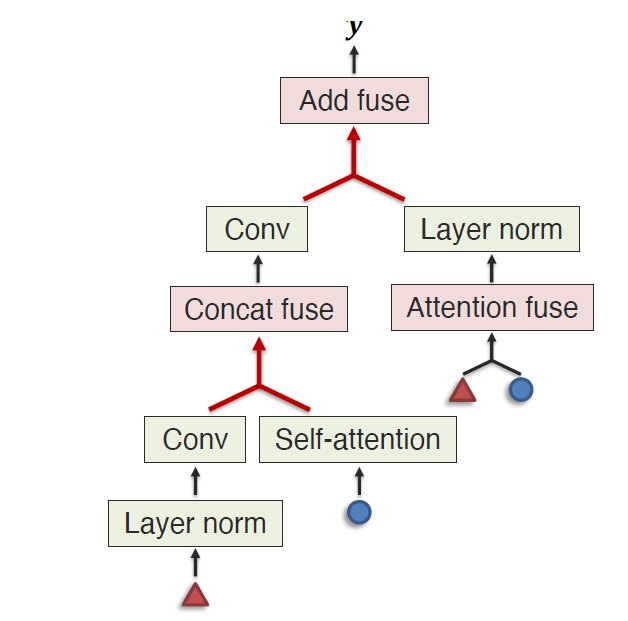 y
Add fuse
Conv
Layer norm
Concat fuse
Attention fuse
Conv
Self-attention
Layer norm